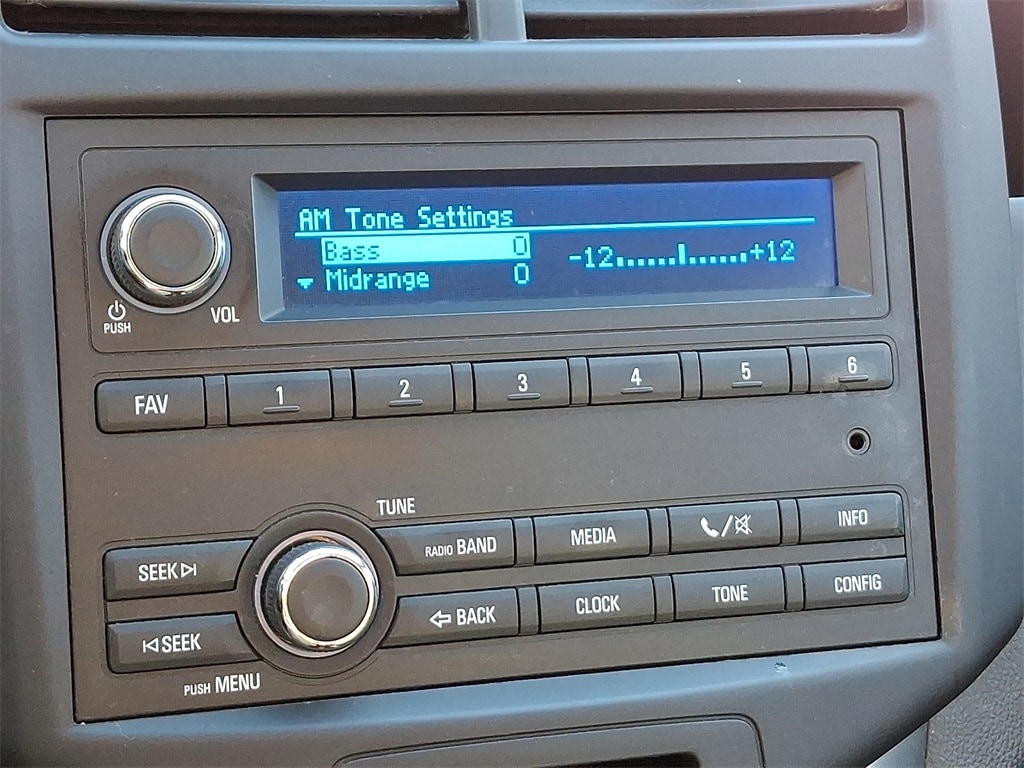 AM Tone Settings
Bass 0 -12 +12
Midrange 0
PUSH VOL
FAV 1 2 3 4 5 6
TUNE
SEEK RADIO BAND MEDIA / INFO
SEEK BACK CLOCK TONE CONFIG
PUSH MENU